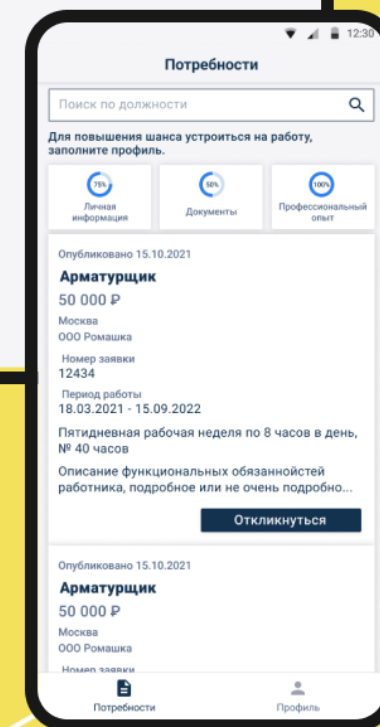 12:30
Потребности
Поиск по должности
Для повышения шанса устроиться на работу,
заполните профиль.
75%
Личная
информация
50%
Документы
100%
Профессиональный
опыт
Опубликовано 15.10.2021
Арматурщик
50 000 ₽
Москва
ООО Ромашка
Номер заявки
12434
Период работы
18.03.2021 - 15.09.2022
Пятидневная рабочая неделя по 8 часов в день,
№ 40 часов
Описание функциональных обязаннойстей
работника, подробное или не очень подробно...
Откликнуться
Опубликовано 15.10.2021
Арматурщик
50 000 ₽
Москва
ООО Ромашка
Номер заявки
Потребности
Профиль